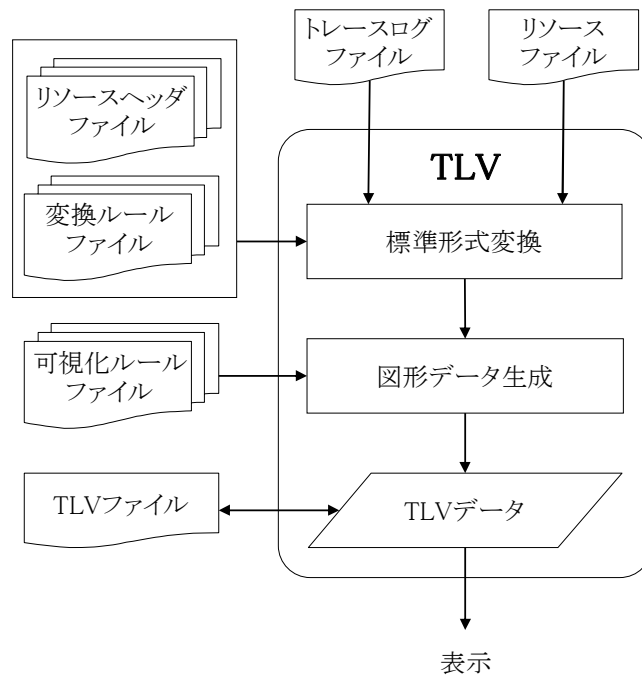 トレースログ
ファイル
リソース
ファイル
リソースヘッダ
ファイル
TLV
変換ルール
ファイル
標準形式変換
可視化ルール
ファイル
図形データ生成
TLVファイル
TLVデータ
表示